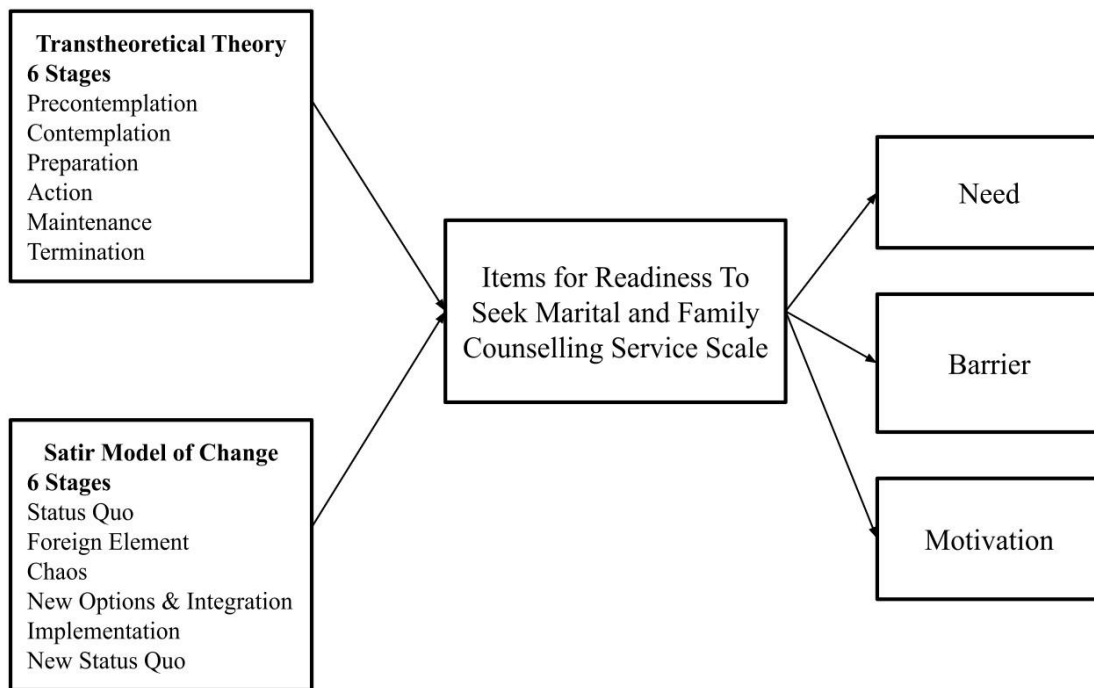 Transtheoretical Theory
6 Stages
Precontemplation
Contemplation
Preparation
Action
Maintenance
Termination
Satir Model of Change
6 Stages
Status Quo
Foreign Element
Chaos
New Options & Integration
Implementation
New Status Quo
Items for Readiness To
Seek Marital and Family
Counselling Service Scale
Need
Barrier
Motivation